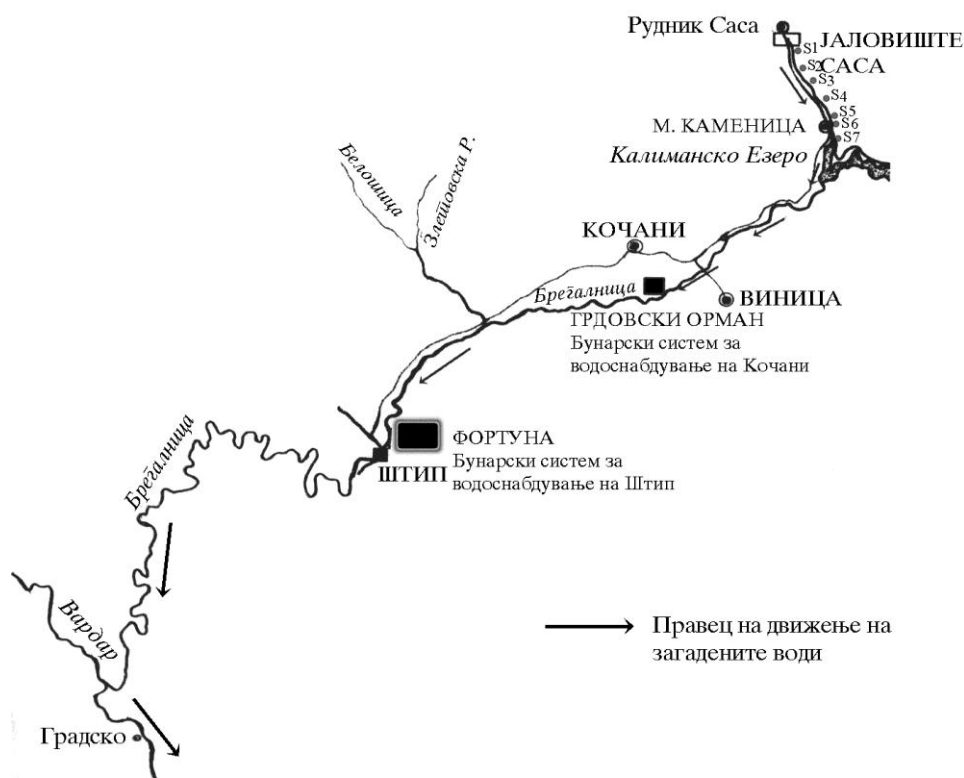 Рудник Саса
ЈАЛОВИШТЕ
САСА
S1
S2
S3
S4
S5
S6
S7
М. КАМЕНИЦА
Калиманско Езеро
Белошица
Злетовска Р.
КОЧАНИ
ВИНИЦА
Брегалница
ГРДОВСКИ ОРМАН
Бунарски систем за
водоснабдување на Кочани
ФОРТУНА
Бунарски систем за
водоснабдување на Штип
ШТИП
Брегалница
Вардар
Градско
Правец на движење на
загадените води